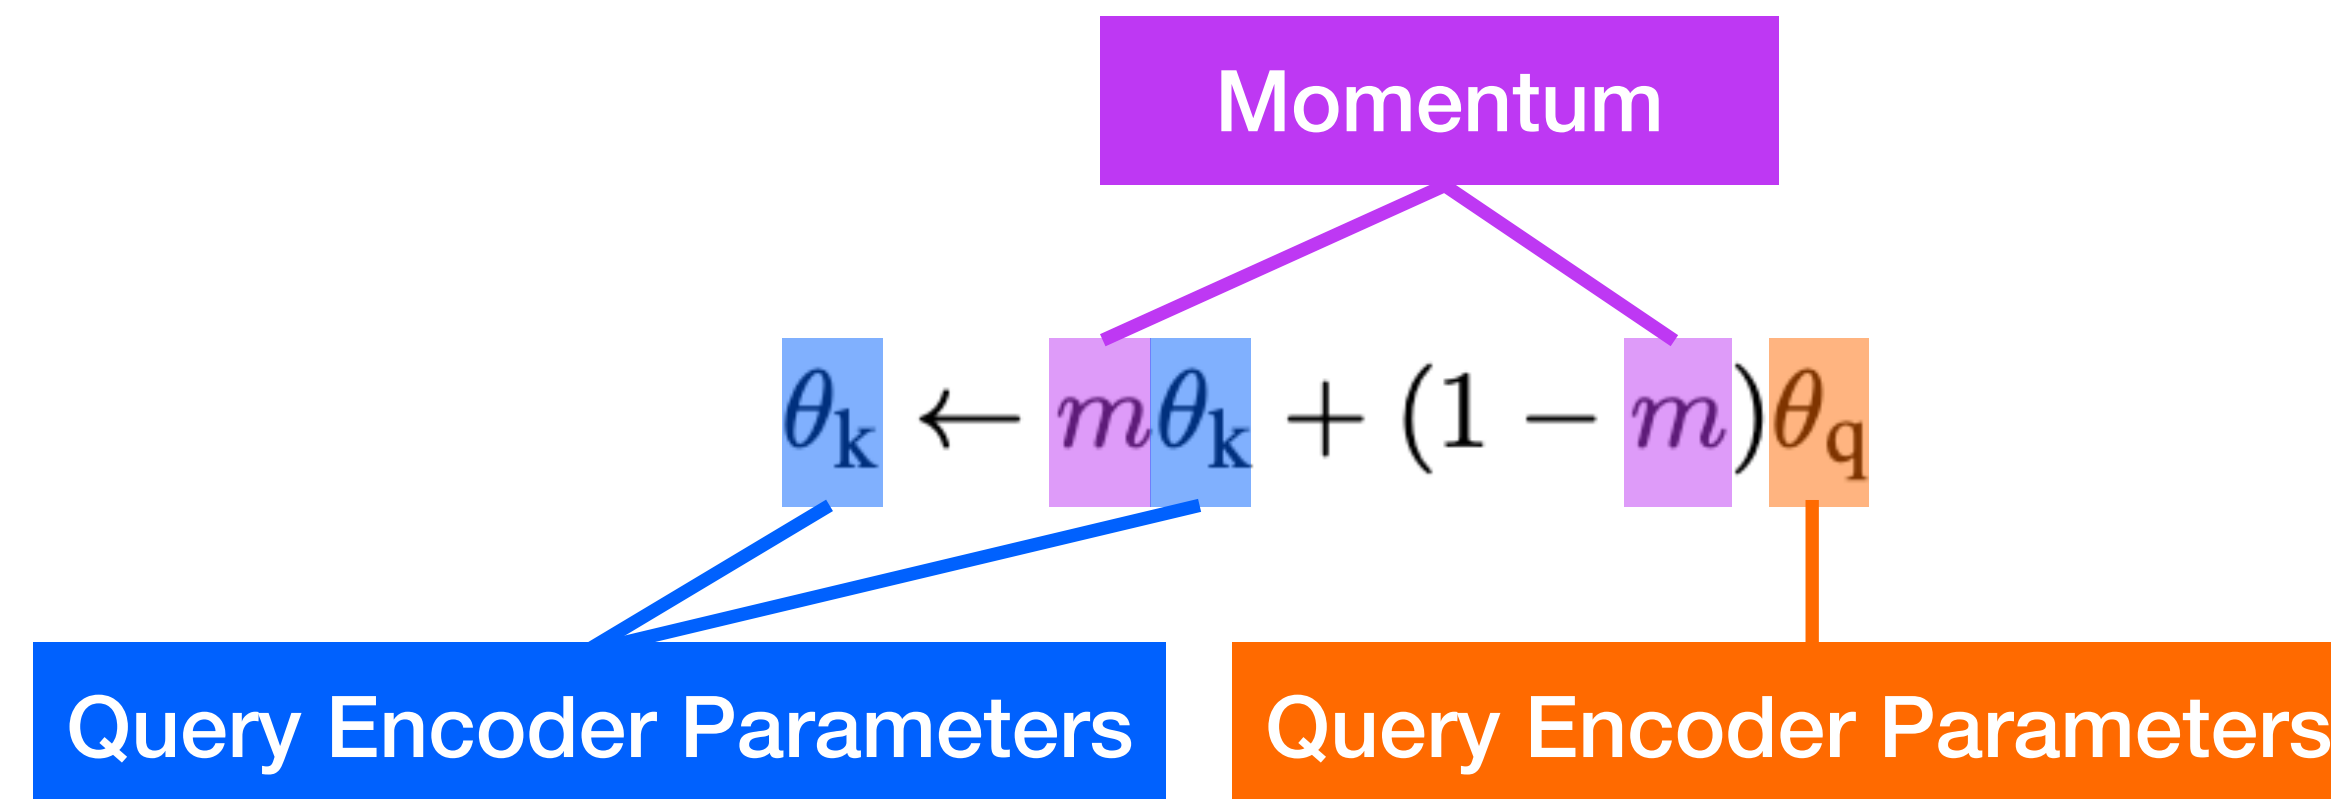 Momentum
θk ← mθk + (1 − m)θq
Query Encoder Parameters
Query Encoder Parameters